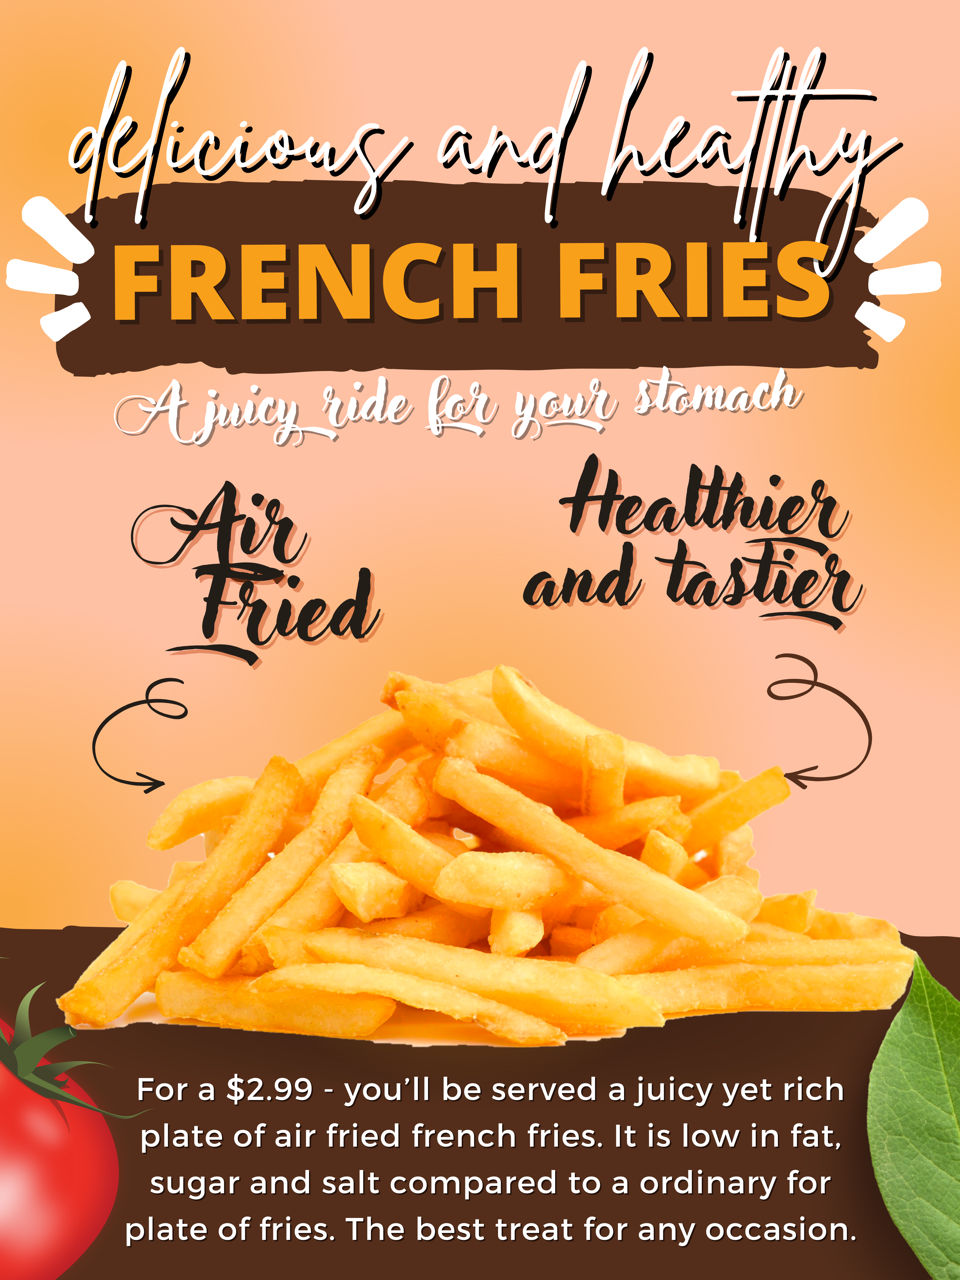 delicious and healthy
FRENCH FRIES
A juicy ride for your stomach
Air
Fried
Healthier
and tastier
For a $2.99 - you’ll be served a juicy yet rich
plate of air fried french fries. It is low in fat,
sugar and salt compared to a ordinary for
plate of fries. The best treat for any occasion.